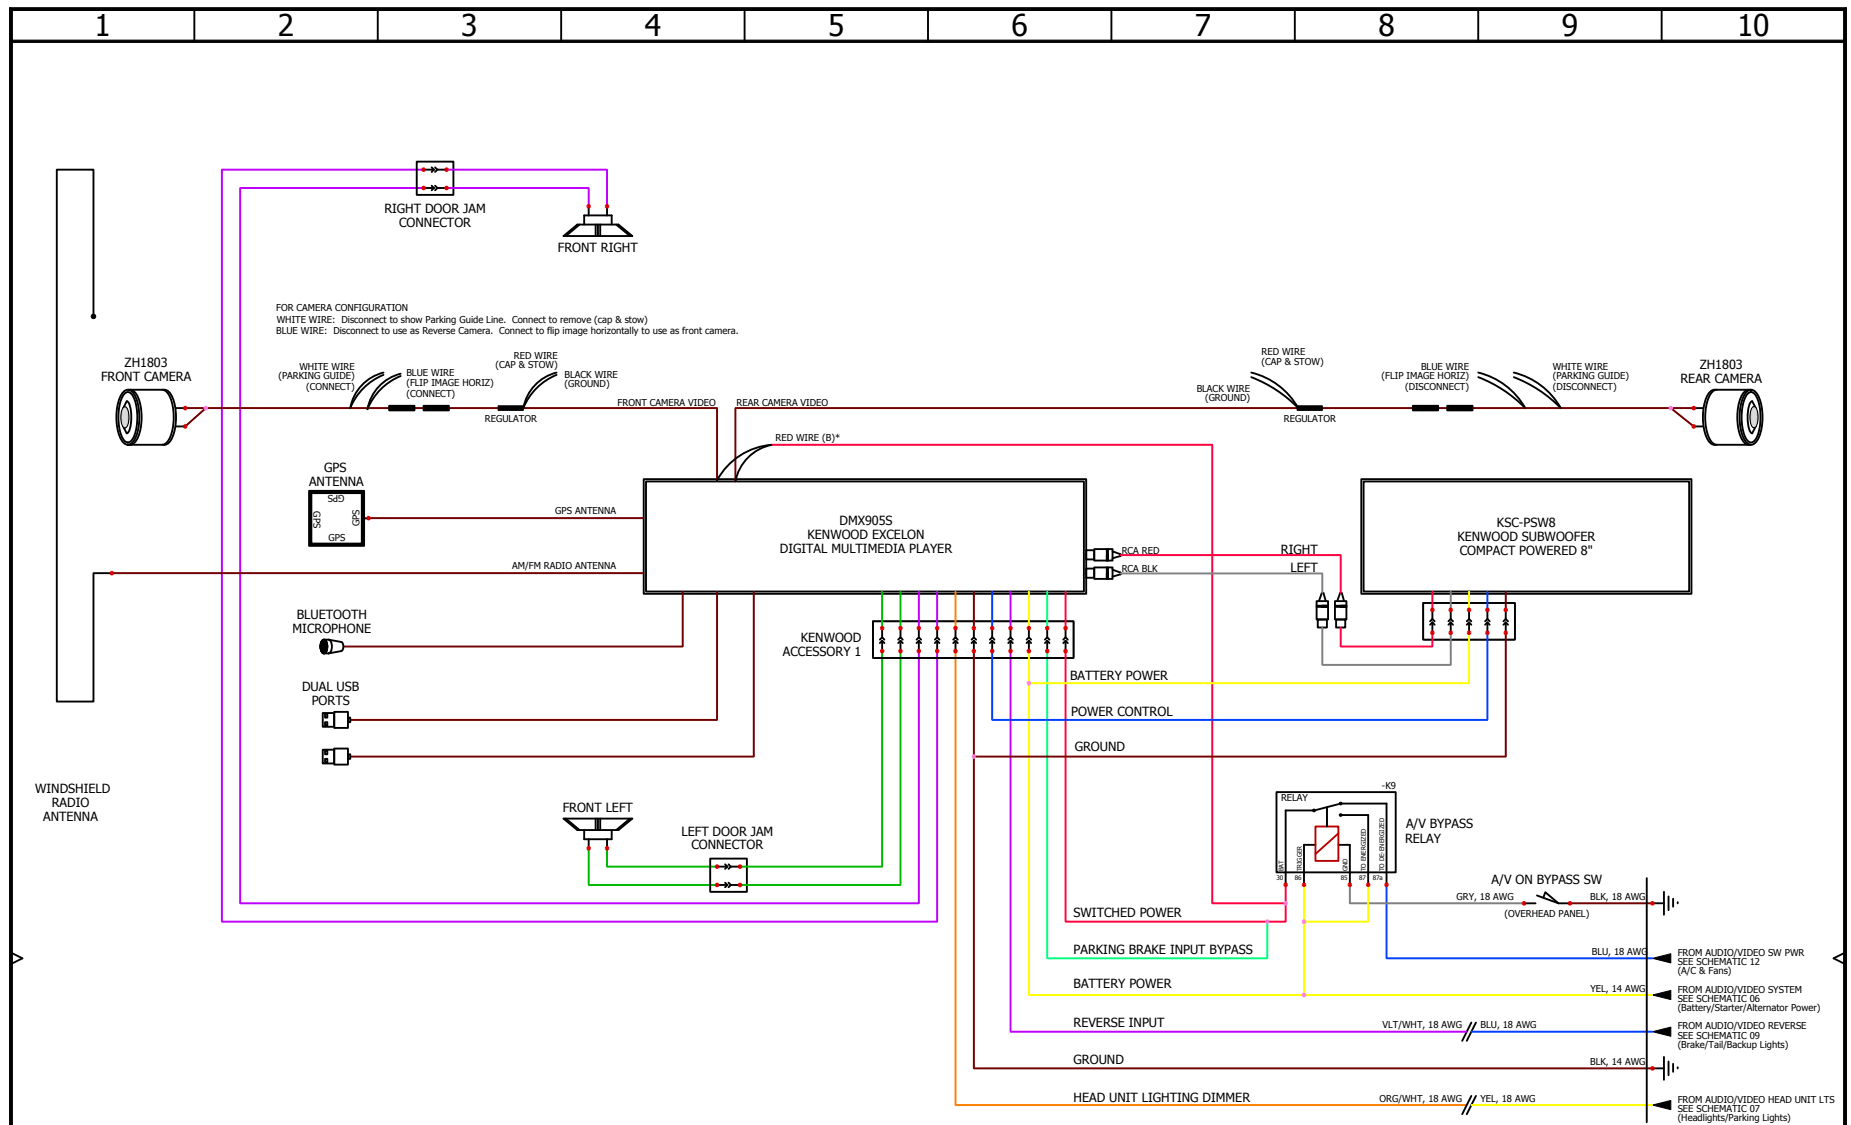 1 2 3 4 5 6 7 8 9 10
RIGHT DOOR JAM
CONNECTOR
FRONT RIGHT
FOR CAMERA CONFIGURATION
WHITE WIRE: Disconnect to show Parking Guide Line. Connect to remove (cap & stow)
BLUE WIRE: Disconnect to use as Reverse Camera. Connect to flip image horizontally to use as front camera.
ZH1803
FRONT CAMERA
WHITE WIRE
(PARKING GUIDE)
(CONNECT)
BLUE WIRE
(FLIP IMAGE HORIZ)
(CONNECT)
RED WIRE
(CAP & STOW)
BLACK WIRE
(GROUND)
REGULATOR
FRONT CAMERA VIDEO
REAR CAMERA VIDEO
RED WIRE
(CAP & STOW)
BLACK WIRE
(GROUND)
REGULATOR
BLUE WIRE
(FLIP IMAGE HORIZ)
(DISCONNECT)
WHITE WIRE
(PARKING GUIDE)
(DISCONNECT)
ZH1803
REAR CAMERA
RED WIRE (B)*
GPS
ANTENNA
GPS
GPS
GPS
GPS
GPS ANTENNA
DMX905S
KENWOOD EXCELON
DIGITAL MULTIMEDIA PLAYER
KSC-PSW8
KENWOOD SUBWOOFER
COMPACT POWERED 8"
RCA RED
RIGHT
RCA BLK
LEFT
AM/FM RADIO ANTENNA
BLUETOOTH
MICROPHONE
KENWOOD
ACCESSORY 1
BATTERY POWER
DUAL USB
PORTS
POWER CONTROL
GROUND
WINDSHIELD
RADIO
ANTENNA
FRONT LEFT
LEFT DOOR JAM
CONNECTOR
-K9
RELAY
A/V BYPASS
RELAY
BAT
TRIGGER
GND
TO ENERGIZED
TO DE-ENERGIZED
30 86 85 87 87a
A/V ON BYPASS SW
GRY, 18 AWG
(OVERHEAD PANEL)
BLK, 18 AWG
SWITCHED POWER
PARKING BRAKE INPUT BYPASS
BLU, 18 AWG
FROM AUDIO/VIDEO SW PWR
SEE SCHEMATIC 12
(A/C & Fans)
BATTERY POWER
YEL, 14 AWG
FROM AUDIO/VIDEO SYSTEM
SEE SCHEMATIC 06
(Battery/Starter/Alternator Power)
REVERSE INPUT
VLT/WHT, 18 AWG
BLU, 18 AWG
FROM AUDIO/VIDEO REVERSE
SEE SCHEMATIC 09
(Brake/Tail/Backup Lights)
GROUND
BLK, 14 AWG
HEAD UNIT LIGHTING DIMMER
ORG/WHT, 18 AWG
YEL, 18 AWG
FROM AUDIO/VIDEO HEAD UNIT LTS
SEE SCHEMATIC 07
(Headlights/Parking Lights)